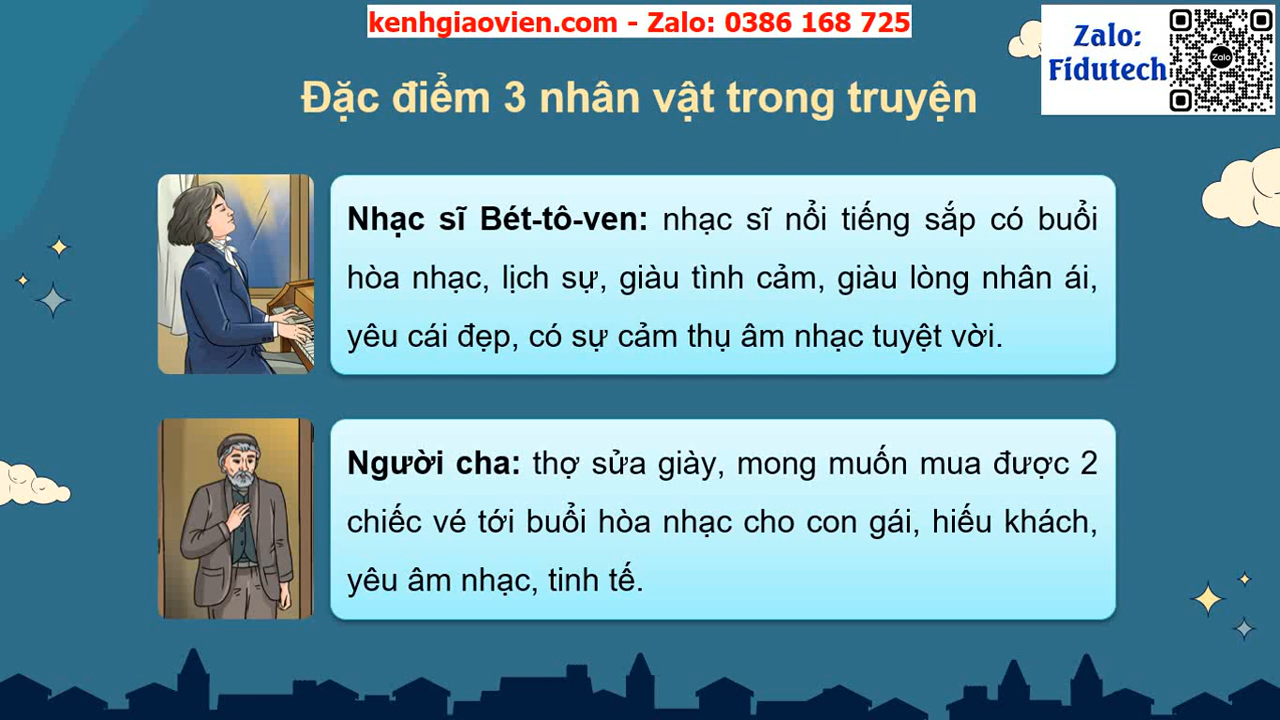 kenhgiaovien.com - Zalo: 0386 168 725
Zalo:
Fidutech
Zalo
Đặc điểm 3 nhân vật trong truyện
Nhạc sĩ Bét-tô-ven: nhạc sĩ nổi tiếng sắp có buổi
hòa nhạc, lịch sự, giàu tình cảm, giàu lòng nhân ái,
yêu cái đẹp, có sự cảm thụ âm nhạc tuyệt vời.
Người cha: thợ sửa giày, mong muốn mua được 2
chiếc vé tới buổi hòa nhạc cho con gái, hiếu khách,
yêu âm nhạc, tinh tế.